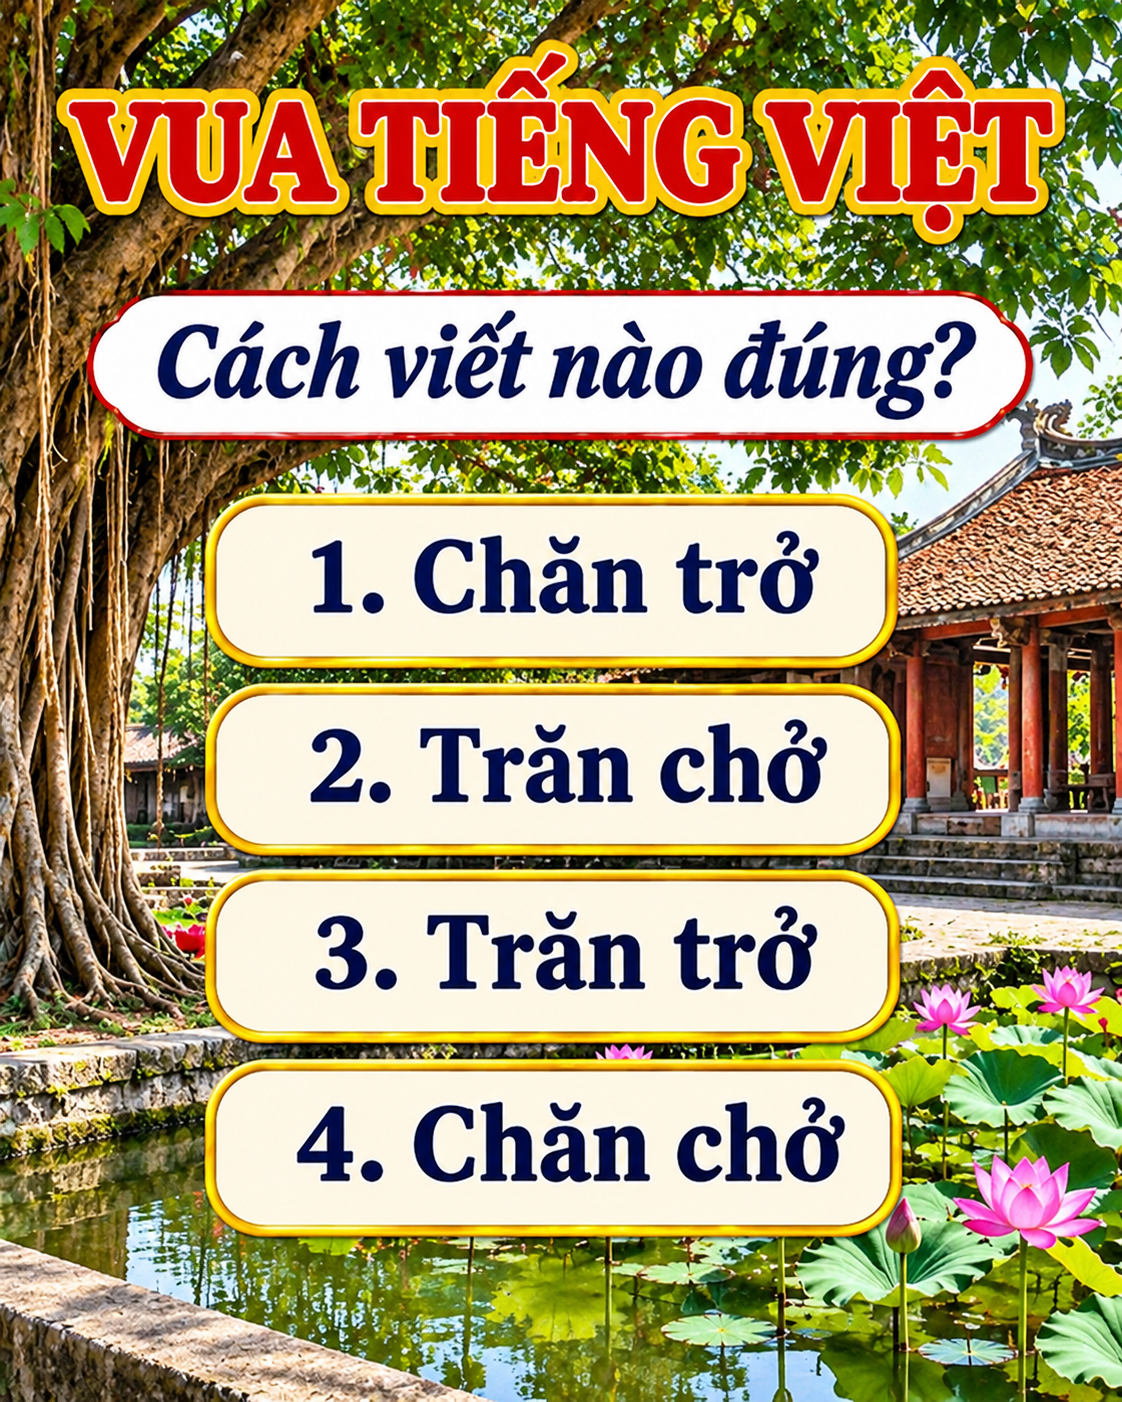 VUA TIẾNG VIỆT
Cách viết nào đúng?
1. Chăn trở
2. Trăn chở
3. Trăn trở
4. Chăn chở